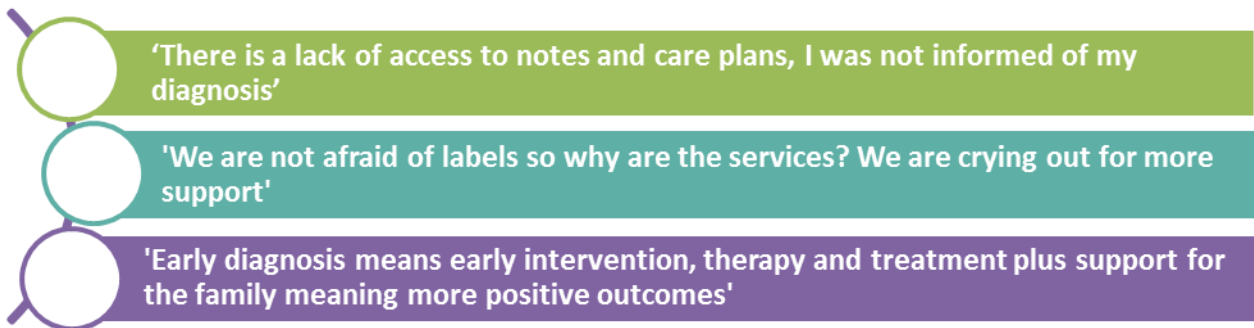 ‘There is a lack of access to notes and care plans, I was not informed of my
diagnosis’
'We are not afraid of labels so why are the services? We are crying out for more
support'
'Early diagnosis means early intervention, therapy and treatment plus support for
the family meaning more positive outcomes'